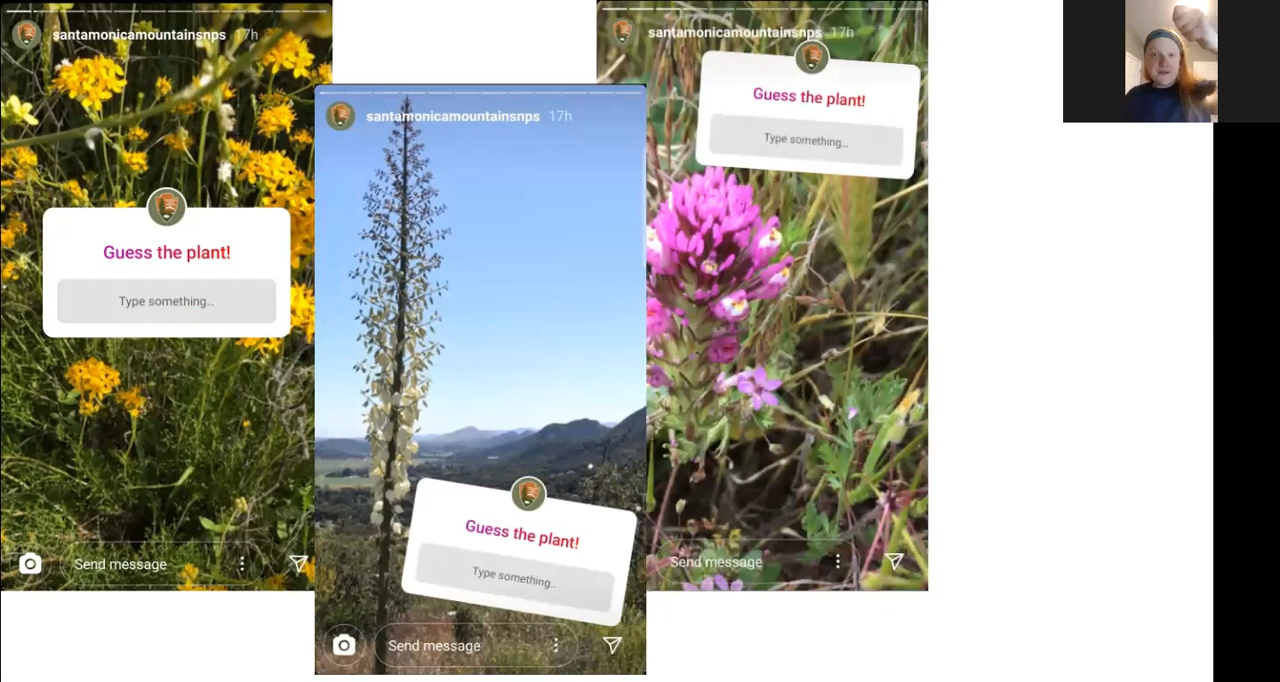 santamonicamountainsnps 17h
Guess the plant!
Type something...
Send message
santamonicamountainsnps 17h
Guess the plant!
Type something...
Send message
santamonicamountainsnps 17h
Guess the plant!
Type something...
Send message